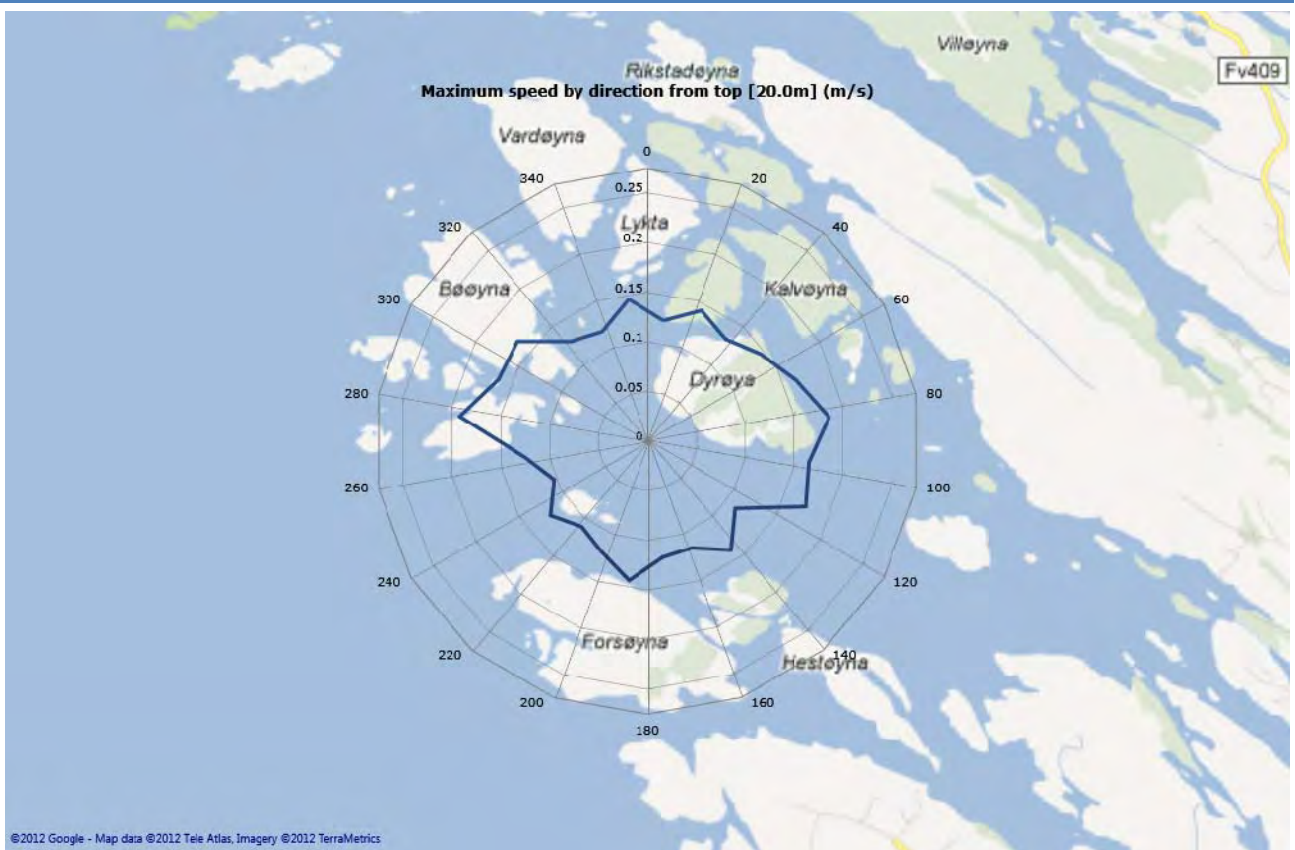 Villøyna
Rikstadøyna
Fv409
Maximum speed by direction from top [20.0m] (m/s)
Vardøyna
0
340
20
0.25
Lykta
320
40
0.2
Bøøyna
Kalvøyna
300
0.15
60
0.1
Dyrøya
280
0.05
80
0
260
100
240
120
Forsøyna
220
140
Hestøyna
200
160
180
©2012 Google - Map data ©2012 Tele Atlas, Imagery ©2012 TerraMetrics